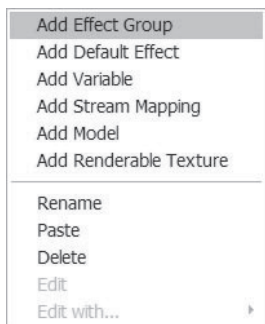 Add Effect Group
Add Default Effect
Add Variable
Add Stream Mapping
Add Model
Add Renderable Texture
Rename
Paste
Delete
Edit
Edit with...